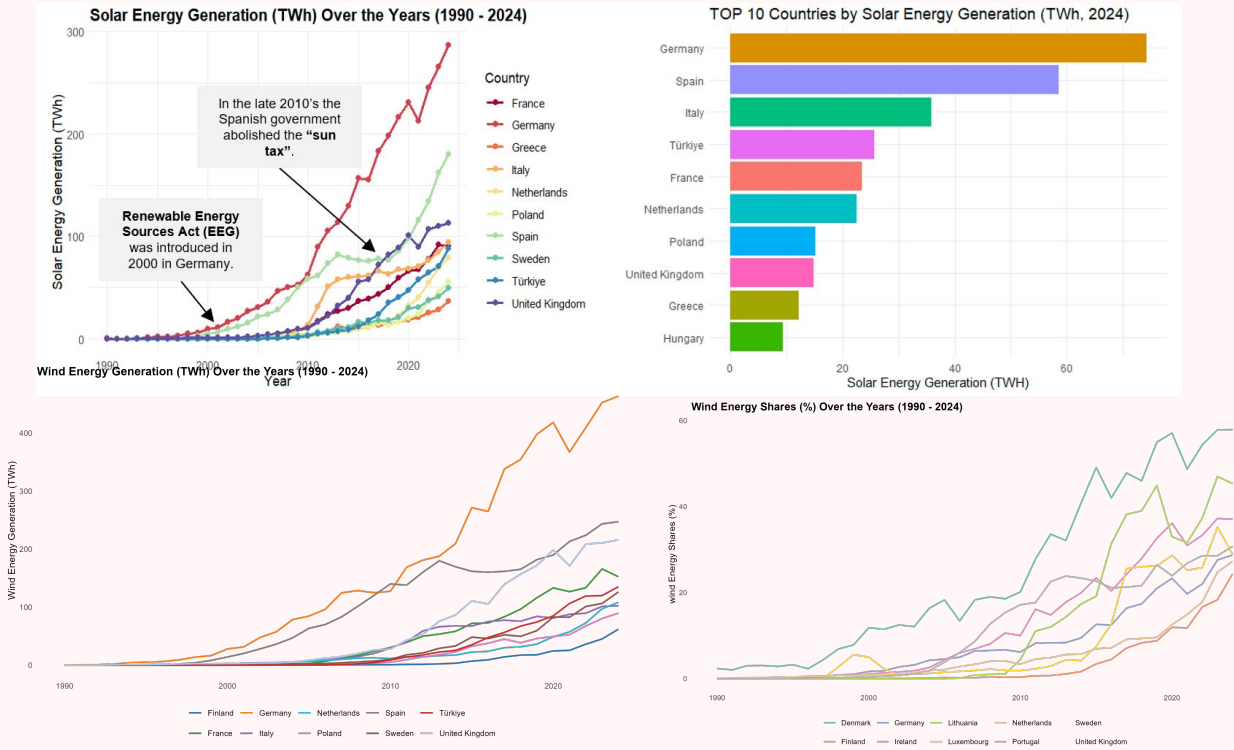 Solar Energy Generation (TWh) Over the Years (1990 - 2024)
300
200
100
0
Solar Energy Generation (TWh)
1990
2000
2010
2020
Year
In the late 2010's the
Spanish government
abolished the “sun
tax”.
Renewable Energy
Sources Act (EEG)
was introduced in
2000 in Germany.
Country
France
Germany
Greece
Italy
Netherlands
Poland
Spain
Sweden
Türkiye
United Kingdom
TOP 10 Countries by Solar Energy Generation (TWh, 2024)
Germany
Spain
Italy
Türkiye
France
Netherlands
Poland
United Kingdom
Greece
Hungary
0
20
40
60
Solar Energy Generation (TWH)
Wind Energy Generation (TWh) Over the Years (1990 - 2024)
400
300
200
100
0
Wind Energy Generation (TWh)
1990
2000
2010
2020
Finland
Germany
Netherlands
Spain
Türkiye
France
Italy
Poland
Sweden
United Kingdom
Wind Energy Shares (%) Over the Years (1990 - 2024)
60
40
20
0
wind Energy Shares (%)
1990
2000
2010
2020
Denmark
Germany
Lithuania
Netherlands
Sweden
Finland
Ireland
Luxembourg
Portugal
United Kingdom